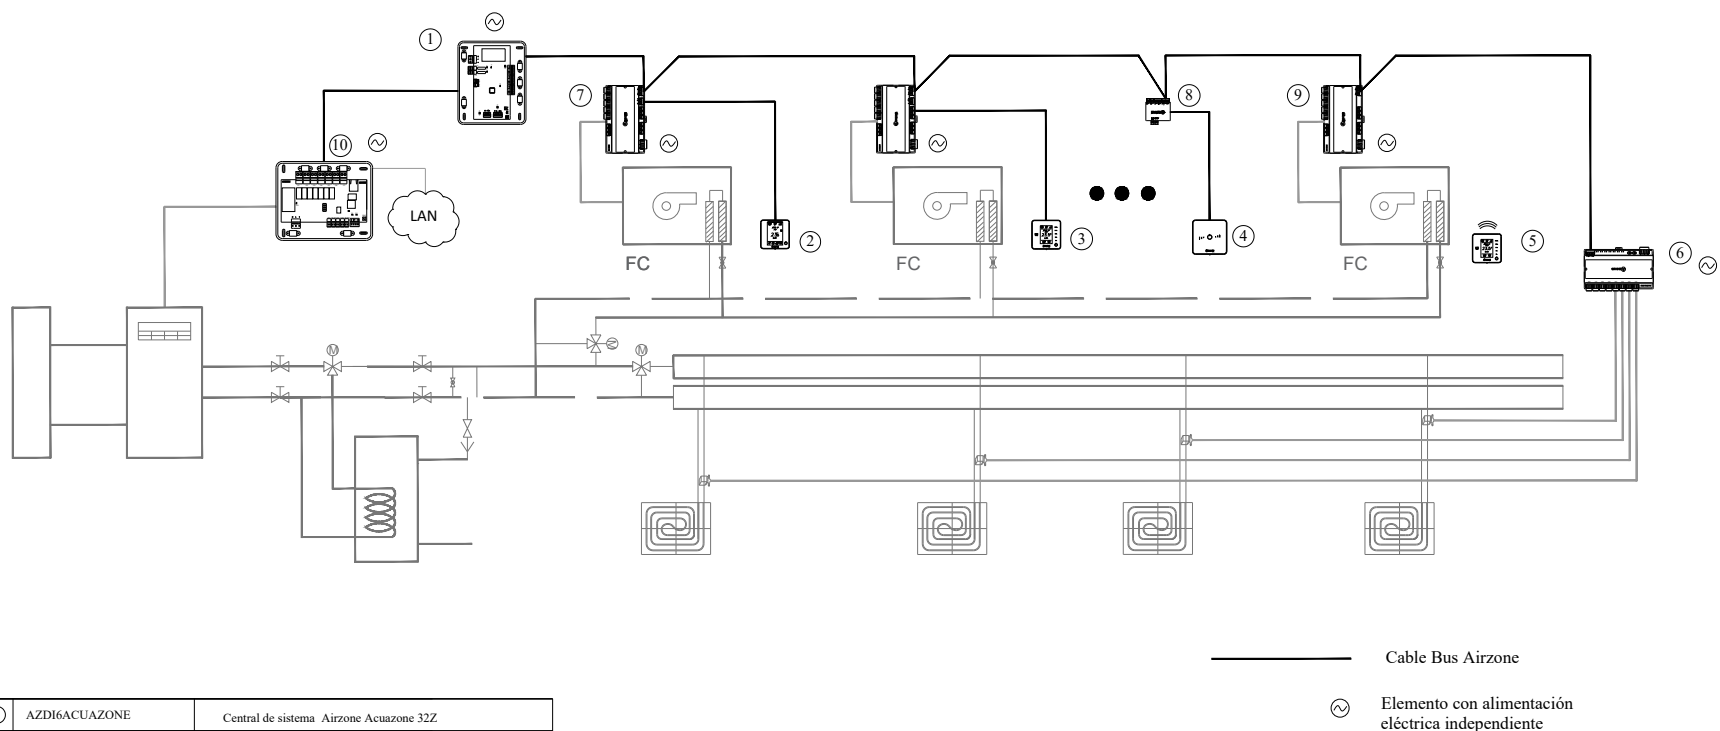 1
10
7
8
9
LAN
2
3
4
5
6
FC
FC
FC
M
M
M
Cable Bus Airzone
Elemento con alimentación
eléctrica independiente
AZDI6ACUAZONE
Central de sistema Airzone Acuazone 32Z